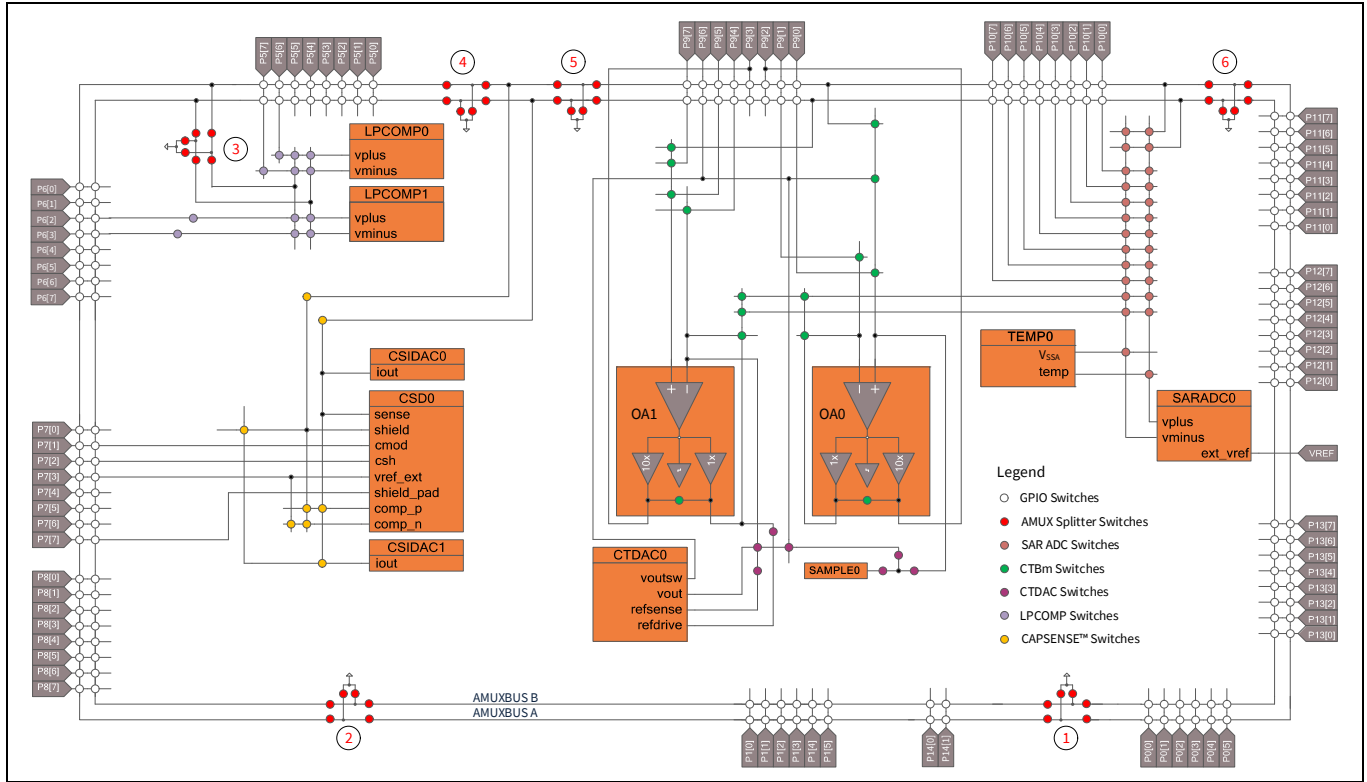 P5[7]
P5[6]
P5[5]
P5[4]
P5[3]
P5[2]
P5[1]
P5[0]
P9[7]
P9[6]
P9[5]
P9[4]
P9[3]
P9[2]
P9[1]
P9[0]
P10[7]
P10[6]
P10[5]
P10[4]
P10[3]
P10[2]
P10[1]
P10[0]
4
5
6
3
LPCOMP0
vplus
vminus
LPCOMP1
vplus
vminus
P6[0]
P6[1]
P6[2]
P6[3]
P6[4]
P6[5]
P6[6]
P6[7]
P11[7]
P11[6]
P11[5]
P11[4]
P11[3]
P11[2]
P11[1]
P11[0]
P12[7]
P12[6]
P12[5]
P12[4]
P12[3]
P12[2]
P12[1]
P12[0]
CSIDAC0
iout
CSD0
sense
shield
cmod
csh
vref_ext
shield_pad
comp_p
comp_n
CSIDAC1
iout
P7[0]
P7[1]
P7[2]
P7[3]
P7[4]
P7[5]
P7[6]
P7[7]
P8[0]
P8[1]
P8[2]
P8[3]
P8[4]
P8[5]
P8[6]
P8[7]
+ −
OA1
10x
1x
− +
OA0
1x
10x
TEMP0
VSSA
temp
SARADC0
vplus
vminus
ext_vref
VREF
CTDAC0
voutsw
vout
refsense
refdrive
SAMPLE0
Legend
GPIO Switches
AMUX Splitter Switches
SAR ADC Switches
CTBm Switches
CTDAC Switches
LPCOMP Switches
CAPSENSE™ Switches
P13[7]
P13[6]
P13[5]
P13[4]
P13[3]
P13[2]
P13[1]
P13[0]
AMUXBUS B
AMUXBUS A
2
1
P1[0]
P1[1]
P1[2]
P1[3]
P1[4]
P1[5]
P14[0]
P14[1]
P0[0]
P0[1]
P0[2]
P0[3]
P0[4]
P0[5]